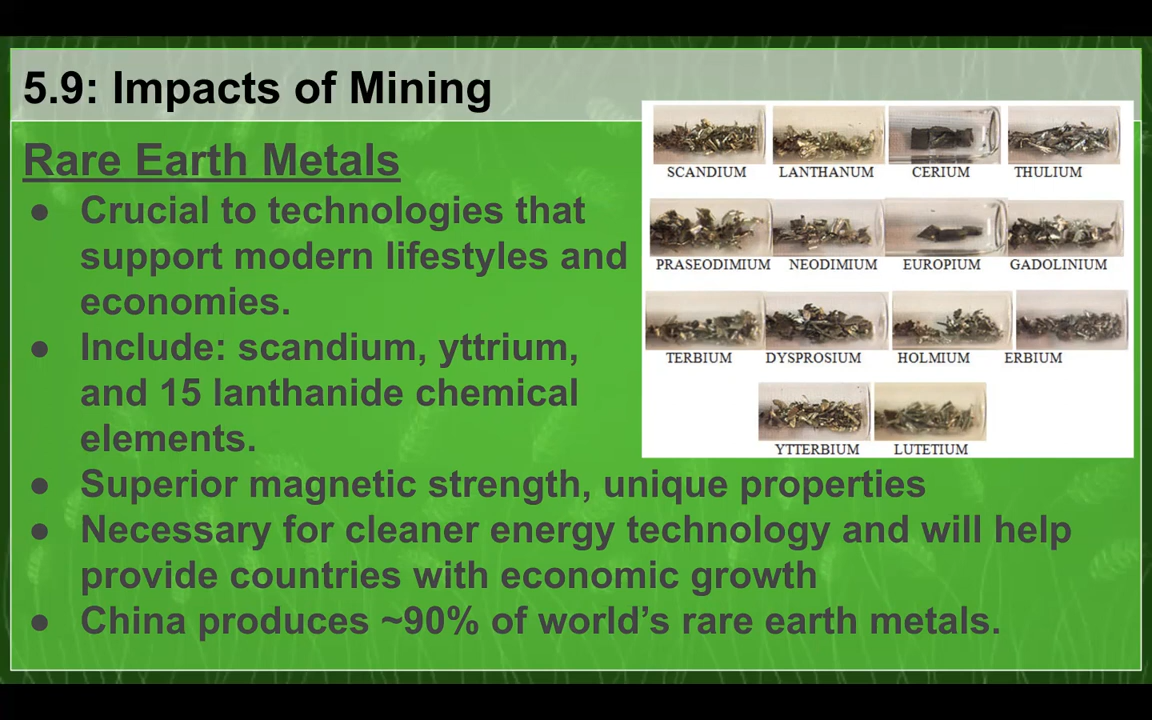 5.9: Impacts of Mining
Rare Earth Metals
● Crucial to technologies that
support modern lifestyles and
economies.
● Include: scandium, yttrium,
and 15 lanthanide chemical
elements.
● Superior magnetic strength, unique properties
● Necessary for cleaner energy technology and will help
provide countries with economic growth
● China produces ~90% of world’s rare earth metals.
SCANDIUM LANTHANUM CERIUM THULIUM
PRASEODIMIUM NEODIMIUM EUROPIUM GADOLINIUM
TERBIUM DYSPROSIUM HOLMIUM ERBIUM
YTTERBIUM LUTETIUM